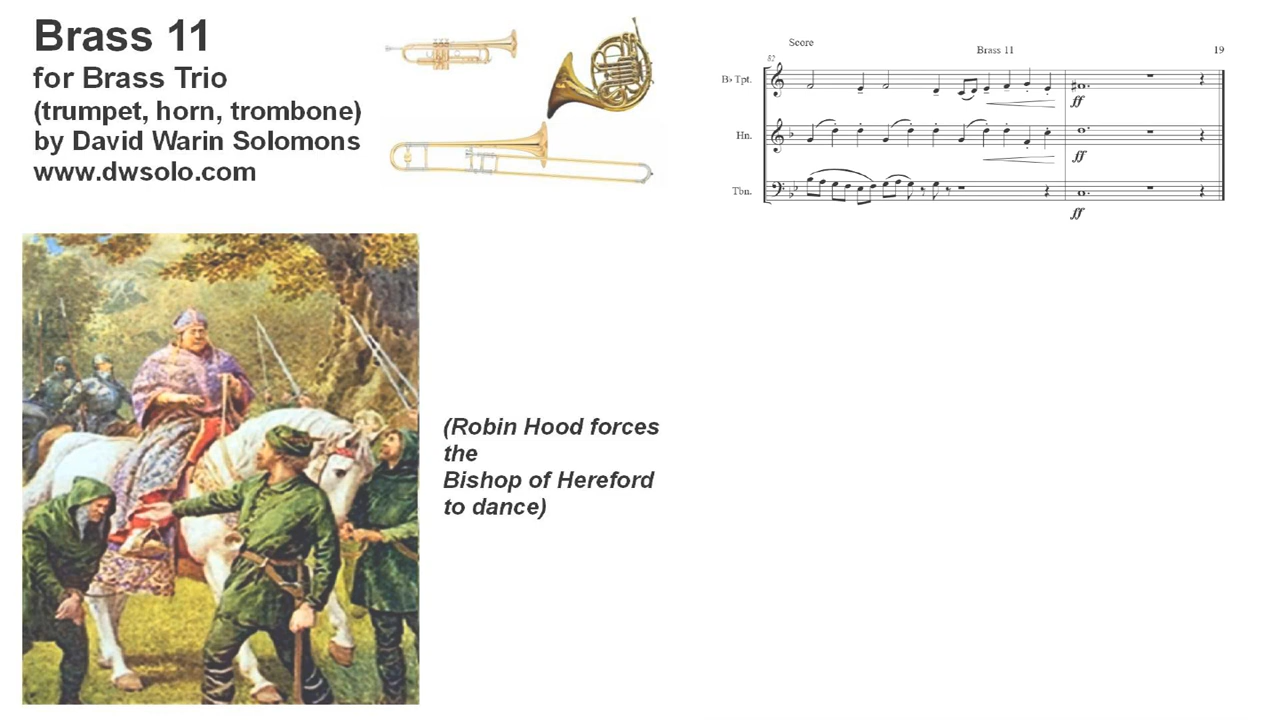 Brass 11
for Brass Trio
(trumpet, horn, trombone)
by David Warin Solomons
www.dwsolo.com
Score
Brass 11
19
82
B♭ Tpt.
ff
Hn.
ff
Tbn.
ff
(Robin Hood forces
the
Bishop of Hereford
to dance)